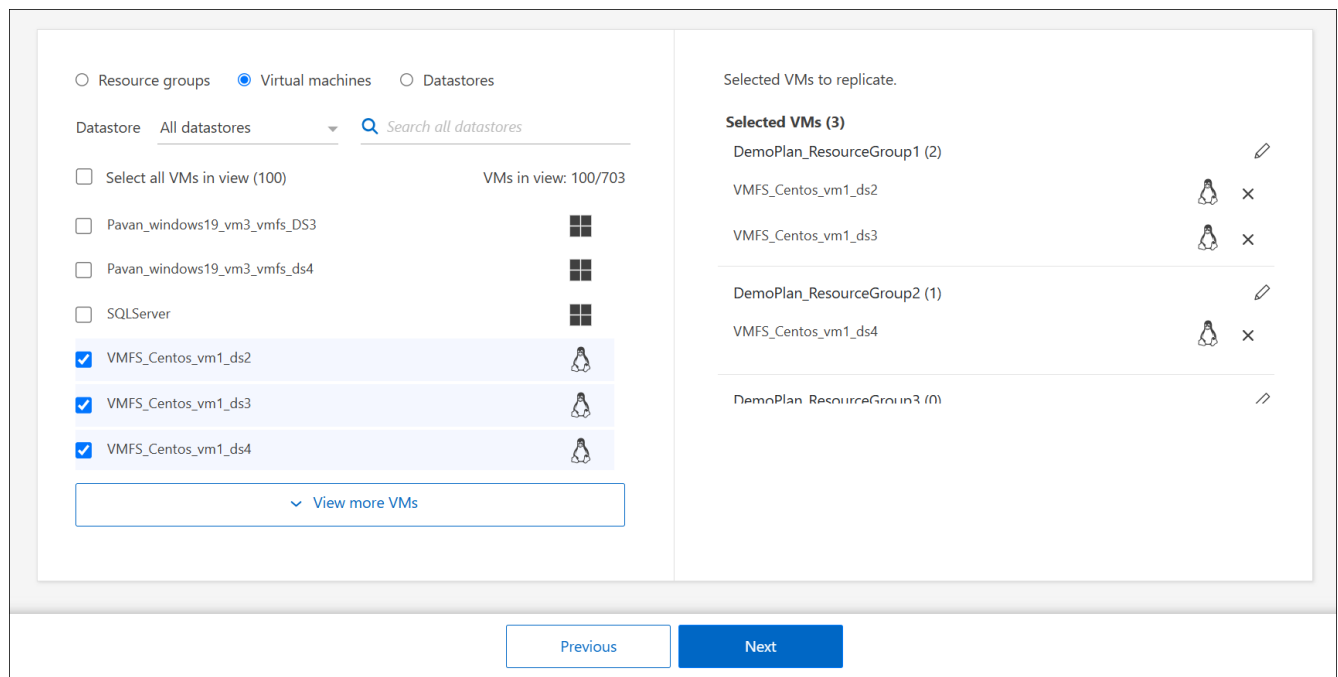 Resource groups Virtual machines Datastores
Datastore All datastores Search all datastores
Select all VMs in view (100) VMs in view: 100/703
Pavan_windows19_vm3_vmfs_DS3
Pavan_windows19_vm3_vmfs_ds4
SQLServer
VMFS_Centos_vm1_ds2
VMFS_Centos_vm1_ds3
VMFS_Centos_vm1_ds4
View more VMs
Selected VMs to replicate.
Selected VMs (3)
DemoPlan_ResourceGroup1 (2)
VMFS_Centos_vm1_ds2
VMFS_Centos_vm1_ds3
DemoPlan_ResourceGroup2 (1)
VMFS_Centos_vm1_ds4
DemoPlan_ResourceGroup3 (0)
Previous Next